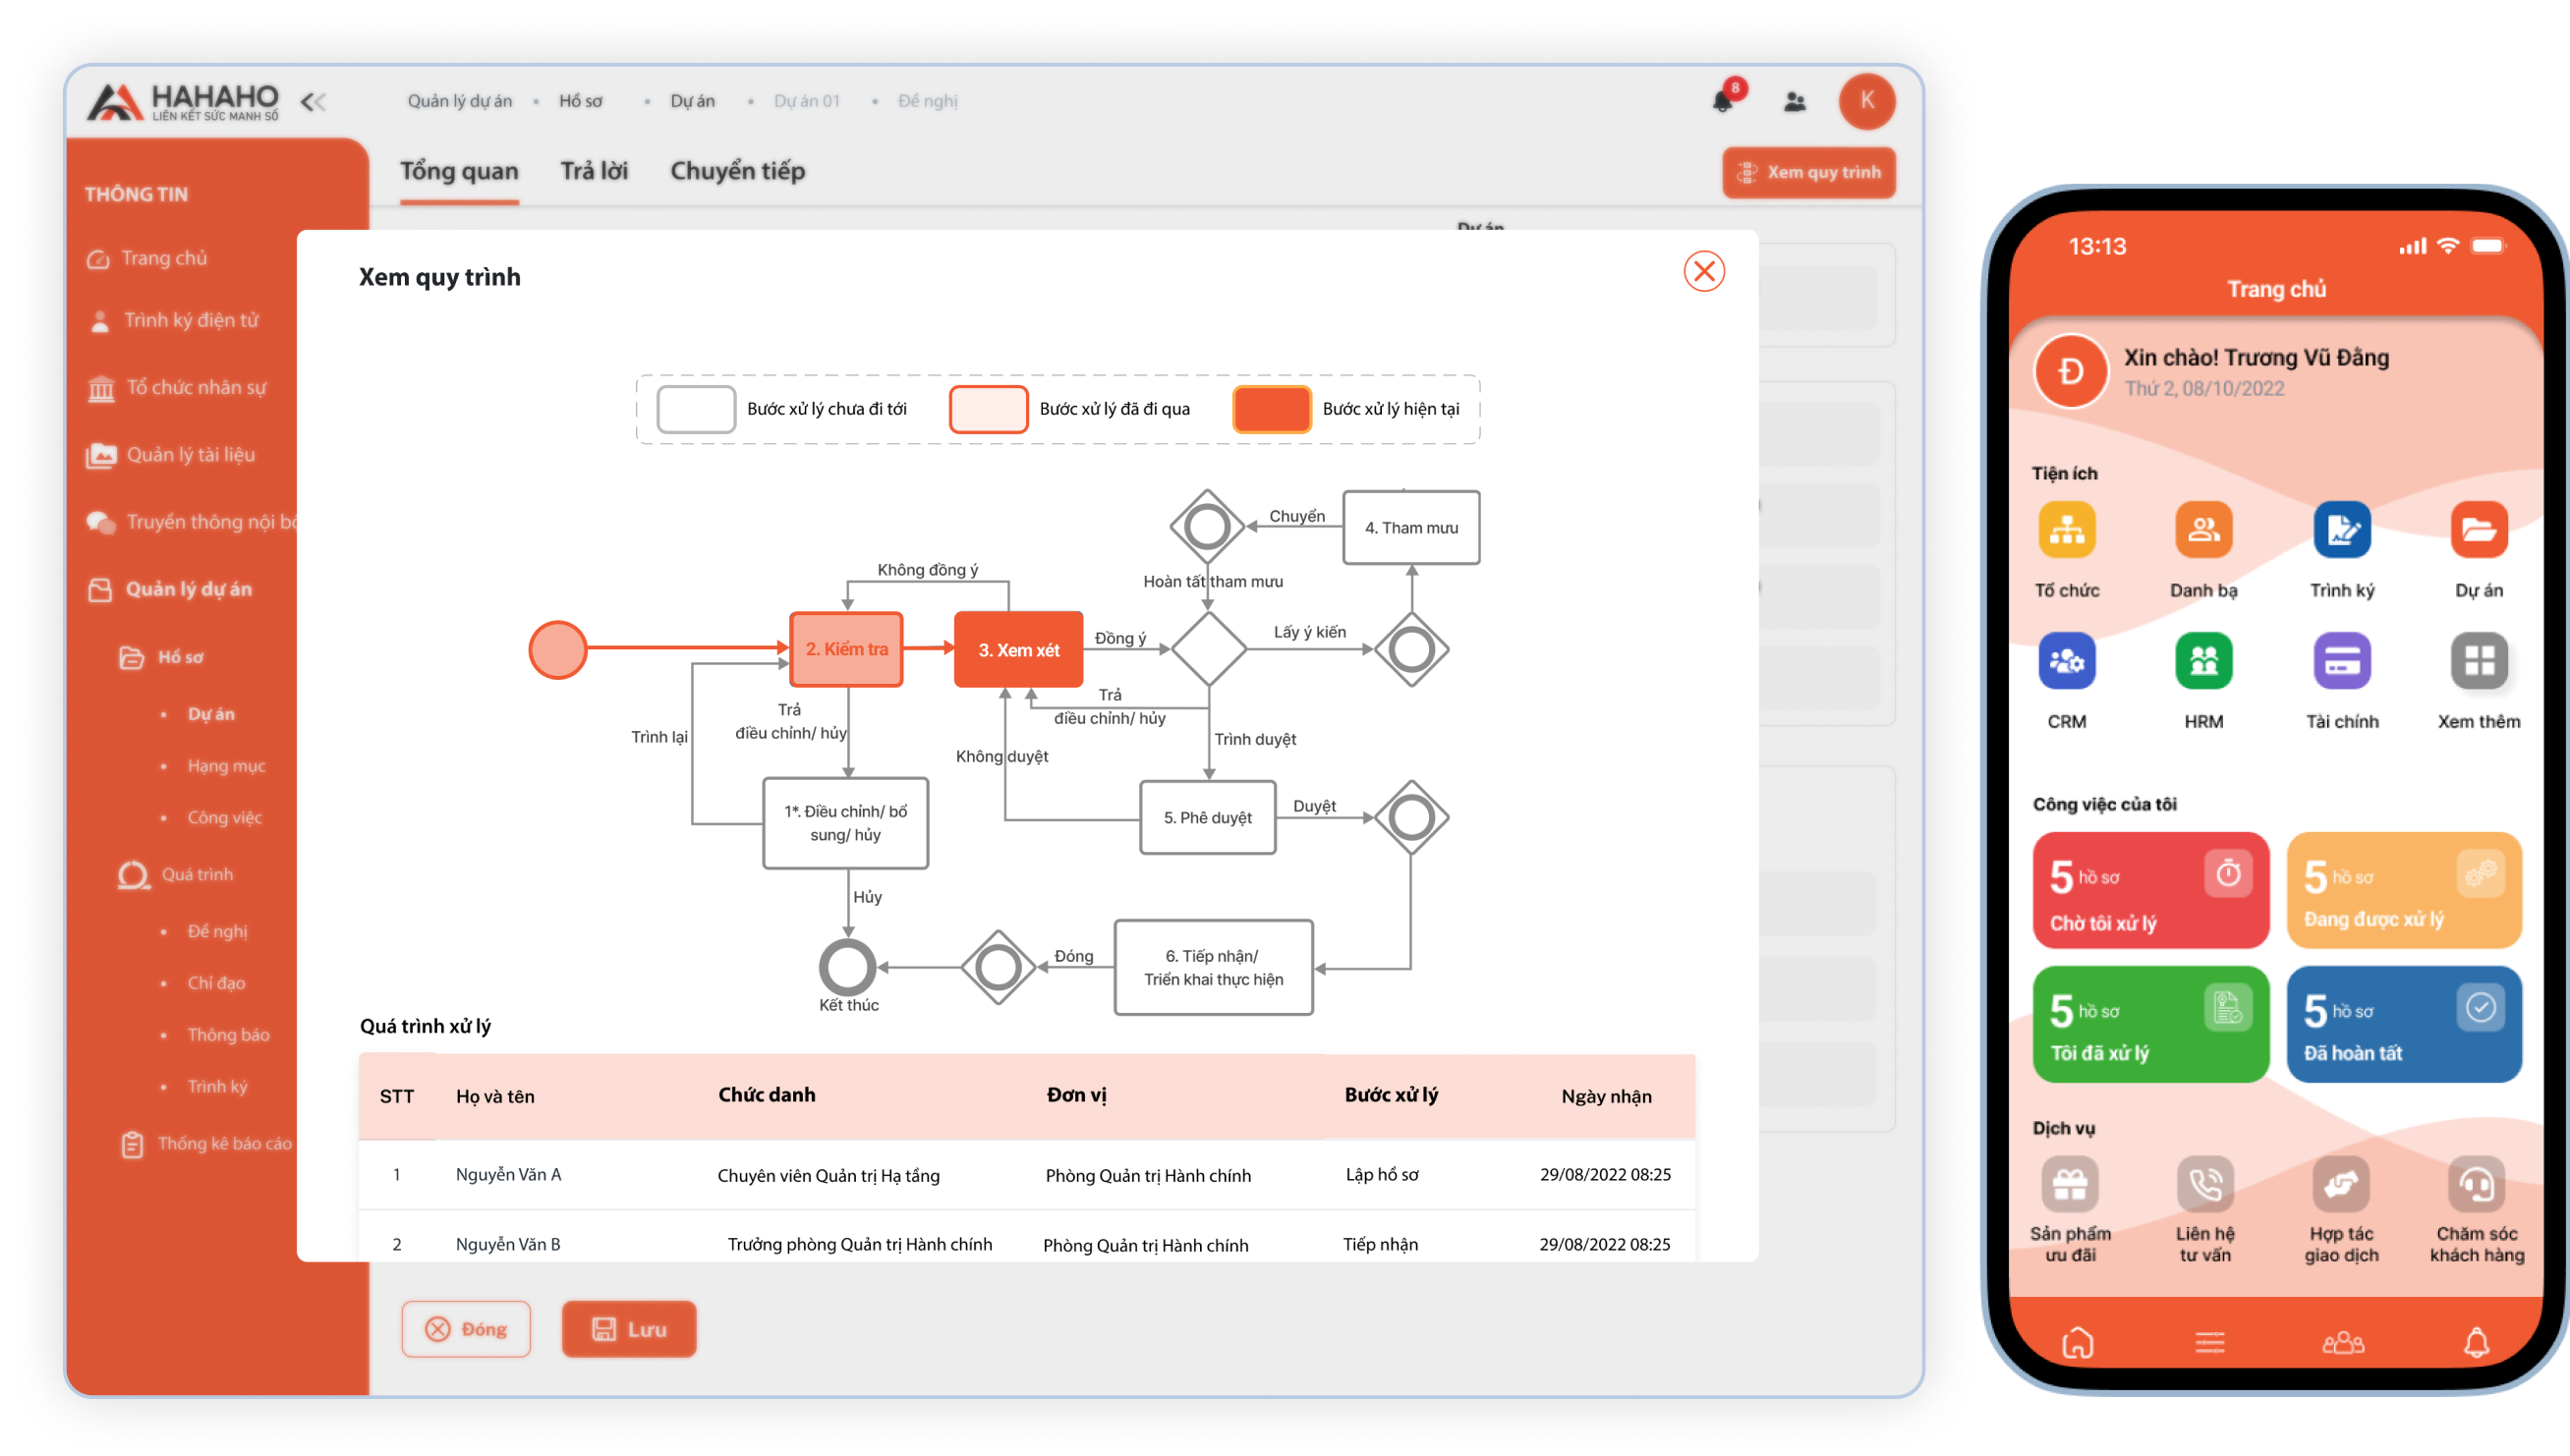 HAHAHO
LIÊN KẾT SỨC MẠNH SỐ
Quản lý dự án • Hồ sơ • Dự án • Dự án 01 • Đề nghị
8
K
Tổng quan
Trả lời
Chuyển tiếp
Xem quy trình
THÔNG TIN
Trang chủ
Trình ký điện tử
Tổ chức nhân sự
Quản lý tài liệu
Truyền thông nội bộ
Quản lý dự án
Hồ sơ
• Dự án
• Hạng mục
• Công việc
Quá trình
• Đề nghị
• Chỉ đạo
• Thông báo
• Trình ký
Thống kê báo cáo
Dự án
Xem quy trình
Bước xử lý chưa đi tới
Bước xử lý đã đi qua
Bước xử lý hiện tại
Chuyển
4. Tham mưu
Không đồng ý
Hoàn tất tham mưu
2. Kiểm tra
3. Xem xét
Đồng ý
Lấy ý kiến
Trả
điều chỉnh/ hủy
Trả
điều chỉnh/ hủy
Trình lại
Không duyệt
Trình duyệt
1*. Điều chỉnh/ bổ
sung/ hủy
5. Phê duyệt
Duyệt
Hủy
Đóng
6. Tiếp nhận/
Triển khai thực hiện
Kết thúc
Quá trình xử lý
STT Họ và tên Chức danh Đơn vị Bước xử lý Ngày nhận
1 Nguyễn Văn A Chuyên viên Quản trị Hạ tầng Phòng Quản trị Hành chính Lập hồ sơ 29/08/2022 08:25
2 Nguyễn Văn B Trưởng phòng Quản trị Hành chính Phòng Quản trị Hành chính Tiếp nhận 29/08/2022 08:25
Đóng
Lưu
13:13
Trang chủ
Đ
Xin chào! Trương Vũ Đằng
Thứ 2, 08/10/2022
Tiện ích
Tổ chức Danh bạ Trình ký Dự án
CRM HRM Tài chính Xem thêm
Công việc của tôi
5 hồ sơ
Chờ tôi xử lý
5 hồ sơ
Đang được xử lý
5 hồ sơ
Tôi đã xử lý
5 hồ sơ
Đã hoàn tất
Dịch vụ
Sản phẩm
ưu đãi
Liên hệ
tư vấn
Hợp tác
giao dịch
Chăm sóc
khách hàng